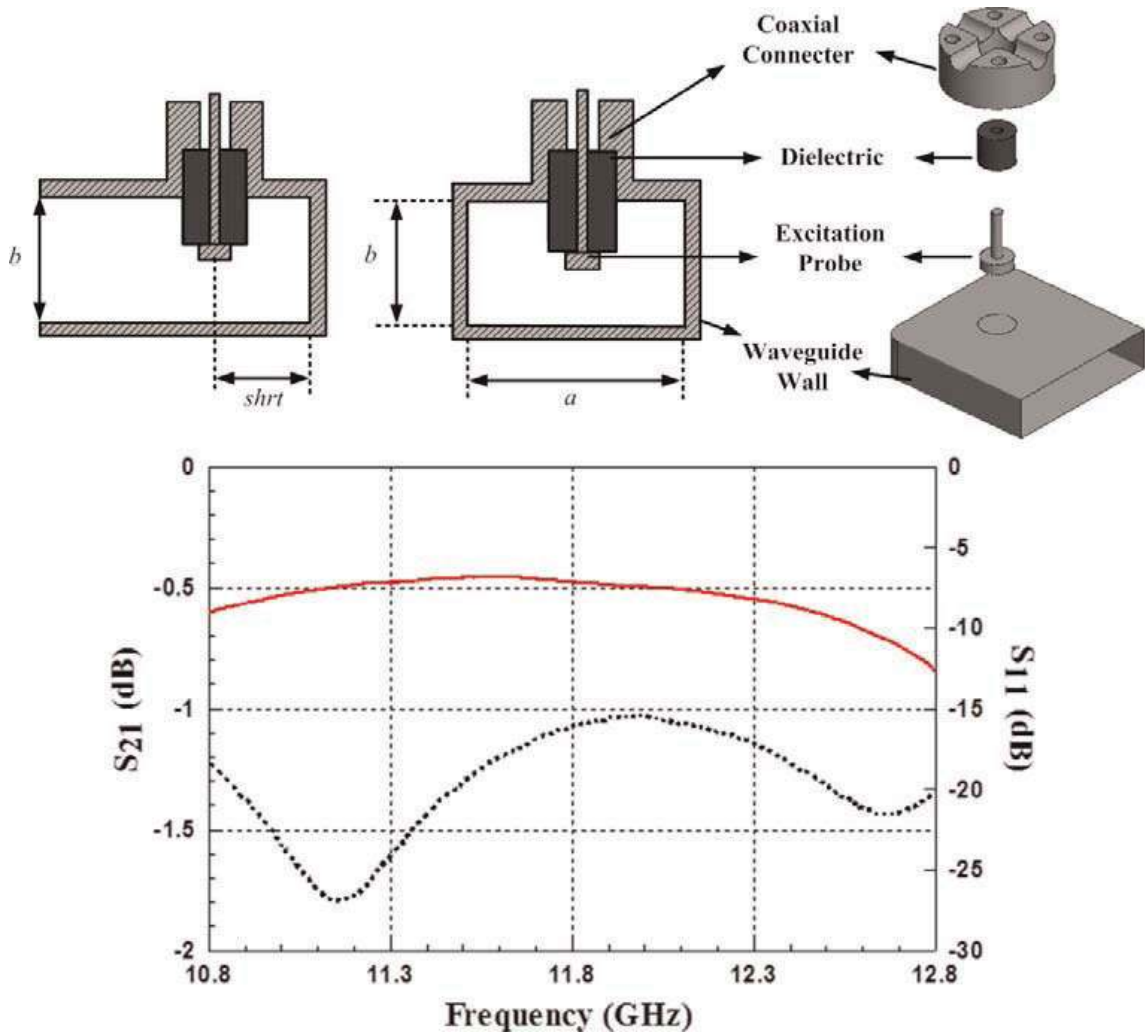 Coaxial
Connecter
Dielectric
Excitation
Probe
Waveguide
Wall
b
shrt
b
a
0
-0.5
-1
-1.5
-2
S21 (dB)
0
-5
-10
-15
-20
-25
-30
S11 (dB)
10.8
11.3
11.8
12.3
12.8
Frequency (GHz)